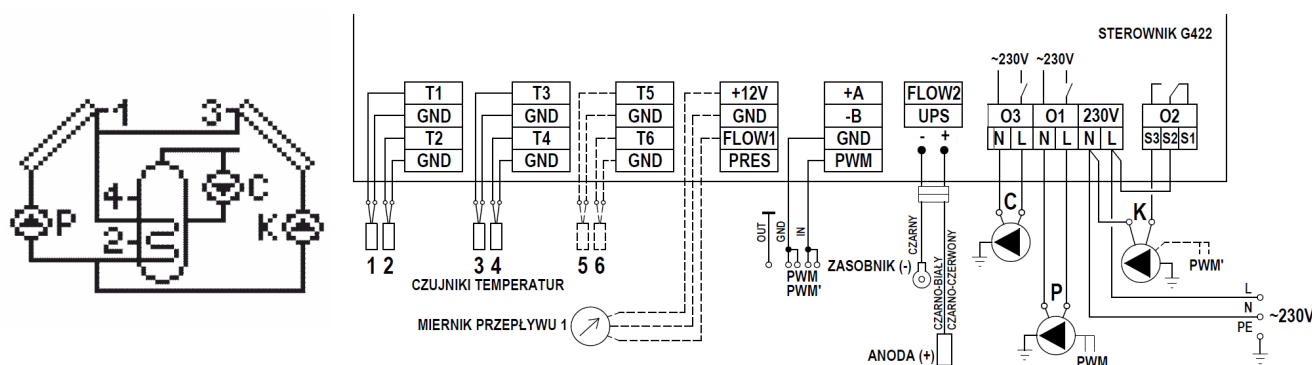 1 3
4 C
P 2 K
STEROWNIK G422
~230V ~230V
T1 T3 T5 +12V +A FLOW2
GND GND GND GND -B UPS O3 O1 230V O2
T2 T4 T6 FLOW1 GND - + N L N L N L S3 S2 S1
GND GND GND PRES PWM
C K
OUT GND IN CZARNY
PWM'
1 2 3 4 5 6 PWM
PWM'
ZASOBNIK (-)
CZUJNIKI TEMPERATUR
CZARNO-BIAŁY
CZARNO-CZERWONY
P L
N ~230V
MIERNIK PRZEPŁYWU 1 PE
ANODA (+) PWM